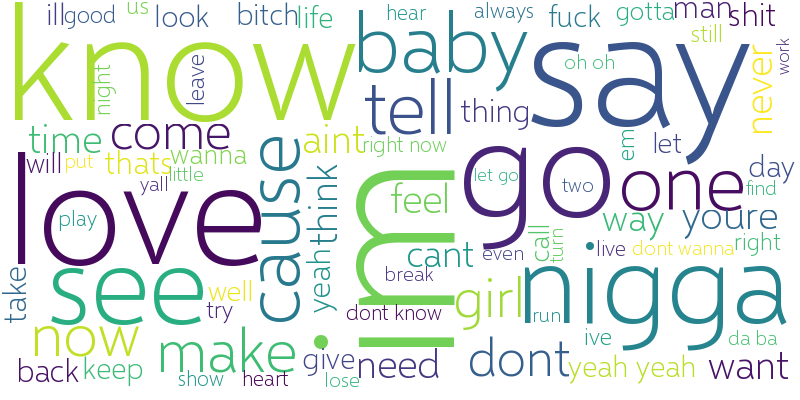 ill
good
us
look
bitch
life
know
night
leave
hear
baby
tell
always
fuck
gotta
man
shit
still
thing
oh oh
say
never
work
time
come
aint
right now
em
let
will
put
thats
wanna
yall
little
cause
think
yeah
love
play
im
feel
let go
go
two
one
day
find
way
youre
see
take
well
try
cant
even
call
turn
live
dont wanna
right
break
girl
nigga
run
ive
da ba
now
make
dont know
give
need
dont
yeah yeah
want
back
keep
show
heart
lose